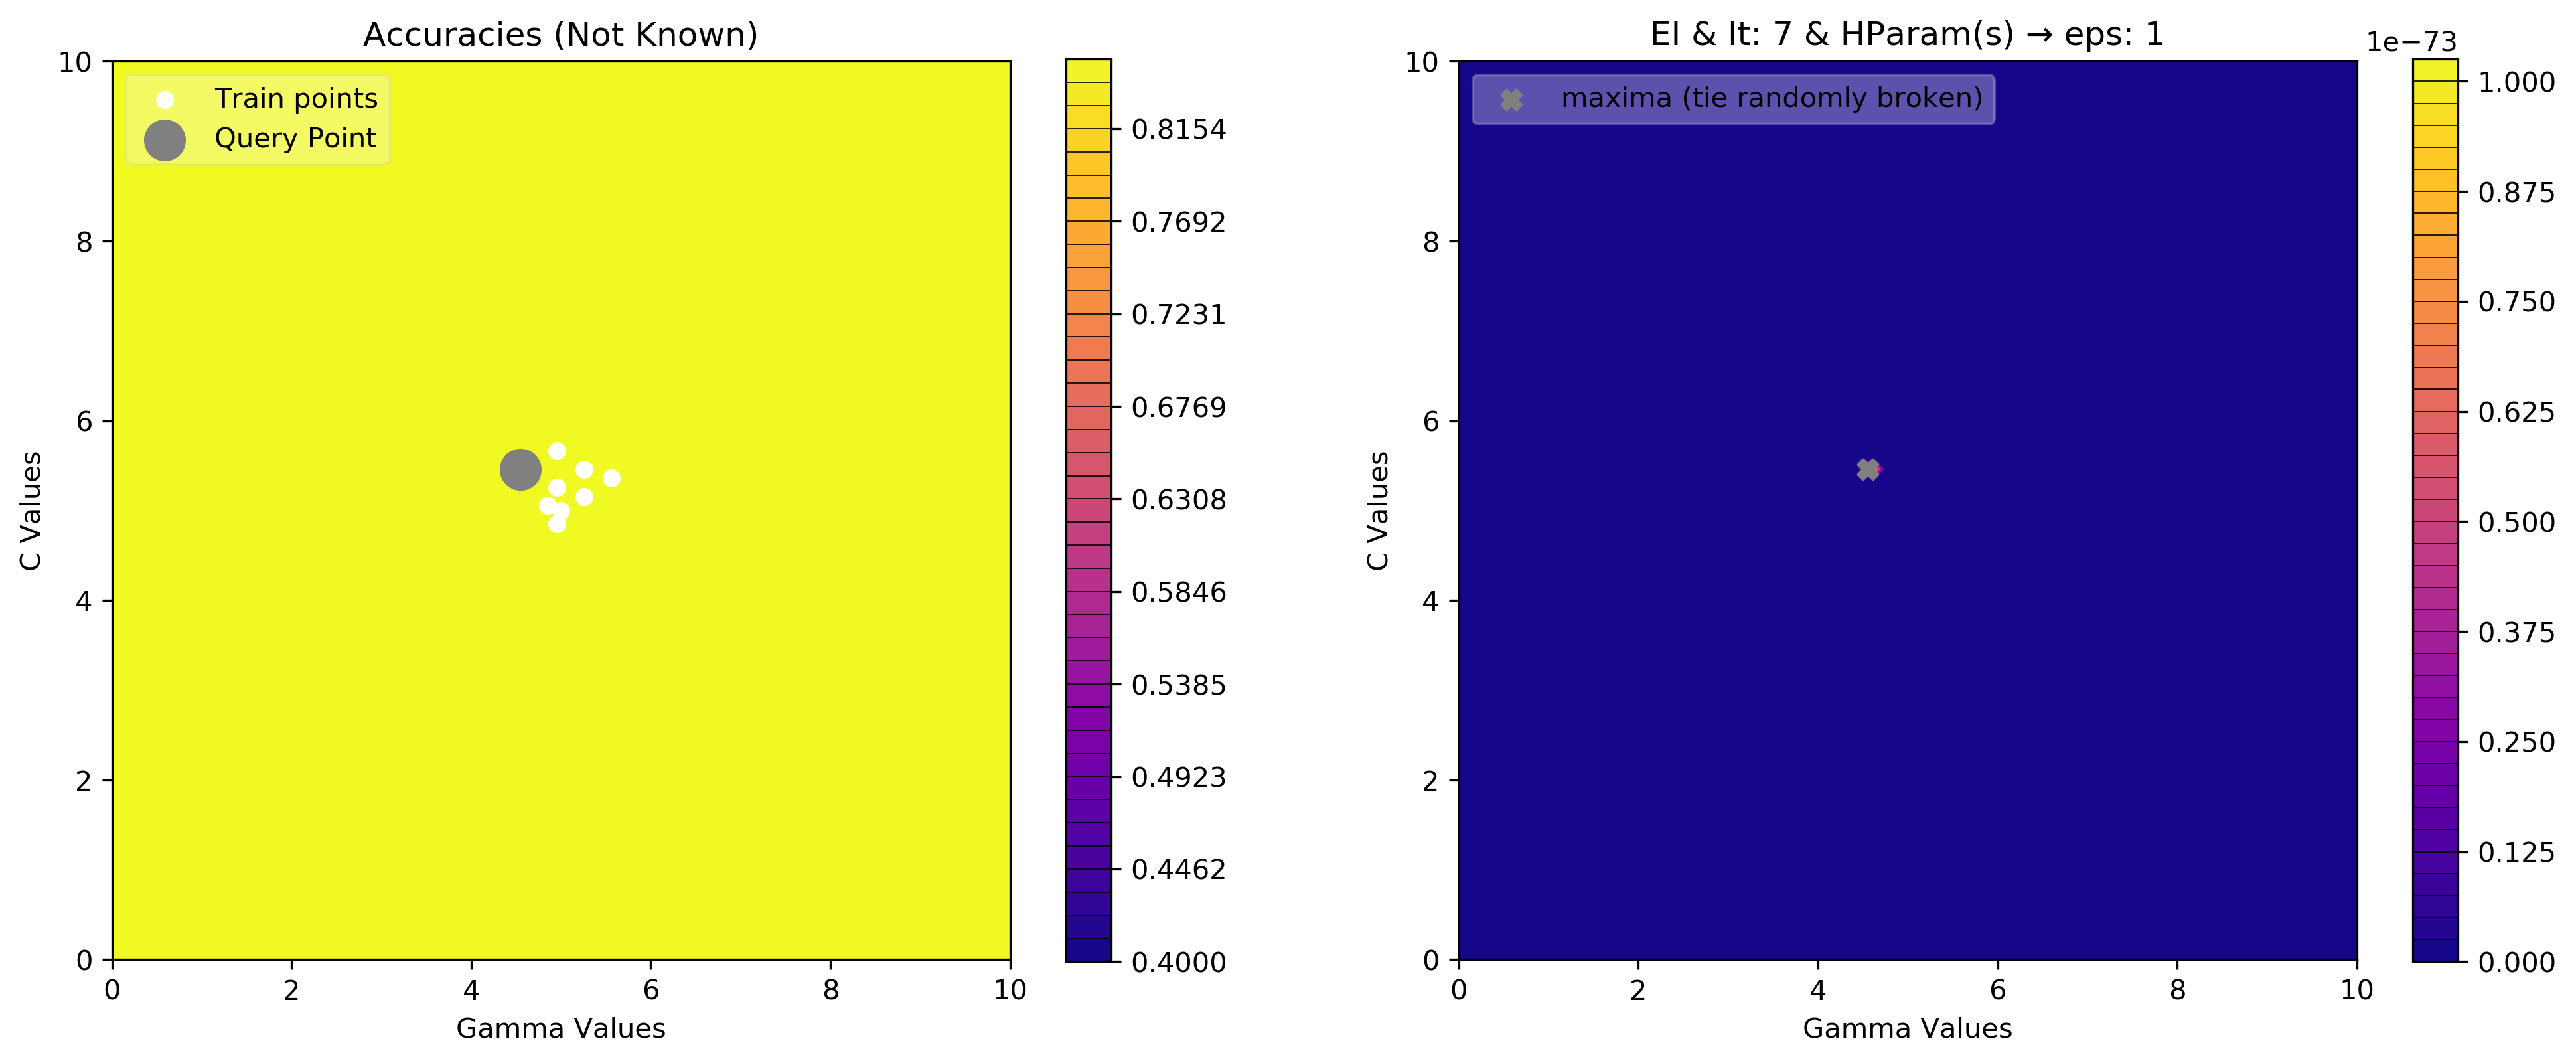 Accuracies (Not Known)
Train points
Query Point
10
8
6
4
2
0
C Values
0 2 4 6 8 10
Gamma Values
0.8154
0.7692
0.7231
0.6769
0.6308
0.5846
0.5385
0.4923
0.4462
0.4000
EI & It: 7 & HParam(s) → eps: 1
maxima (tie randomly broken)
10
8
6
4
2
0
C Values
0 2 4 6 8 10
Gamma Values
1e−73
1.000
0.875
0.750
0.625
0.500
0.375
0.250
0.125
0.000